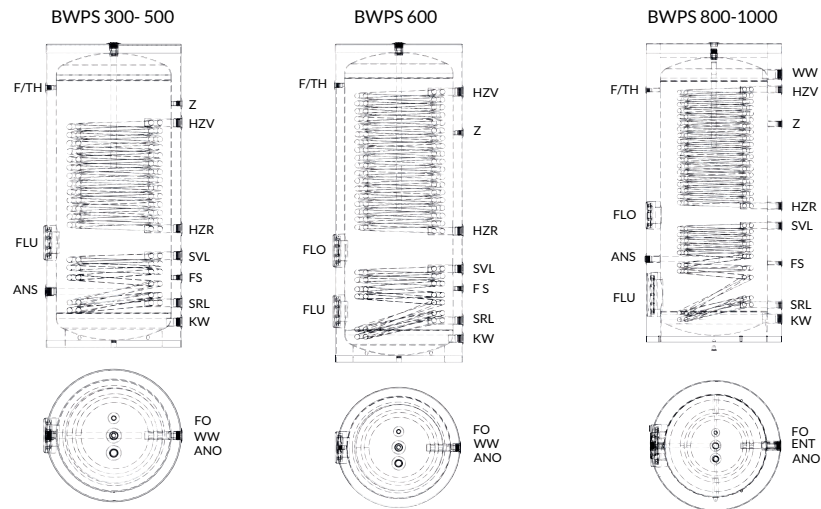 BWPS 300- 500
F/TH
Z
HZV
HZR
FLU
SVL
FS
ANS
SRL
KW
FO
WW
ANO
BWPS 600
F/TH
HZV
Z
HZR
FLO
SVL
F S
FLU
SRL
KW
FO
WW
ANO
BWPS 800-1000
WW
F/TH
HZV
Z
HZR
FLO
SVL
ANS
FS
FLU
SRL
KW
FO
ENT
ANO